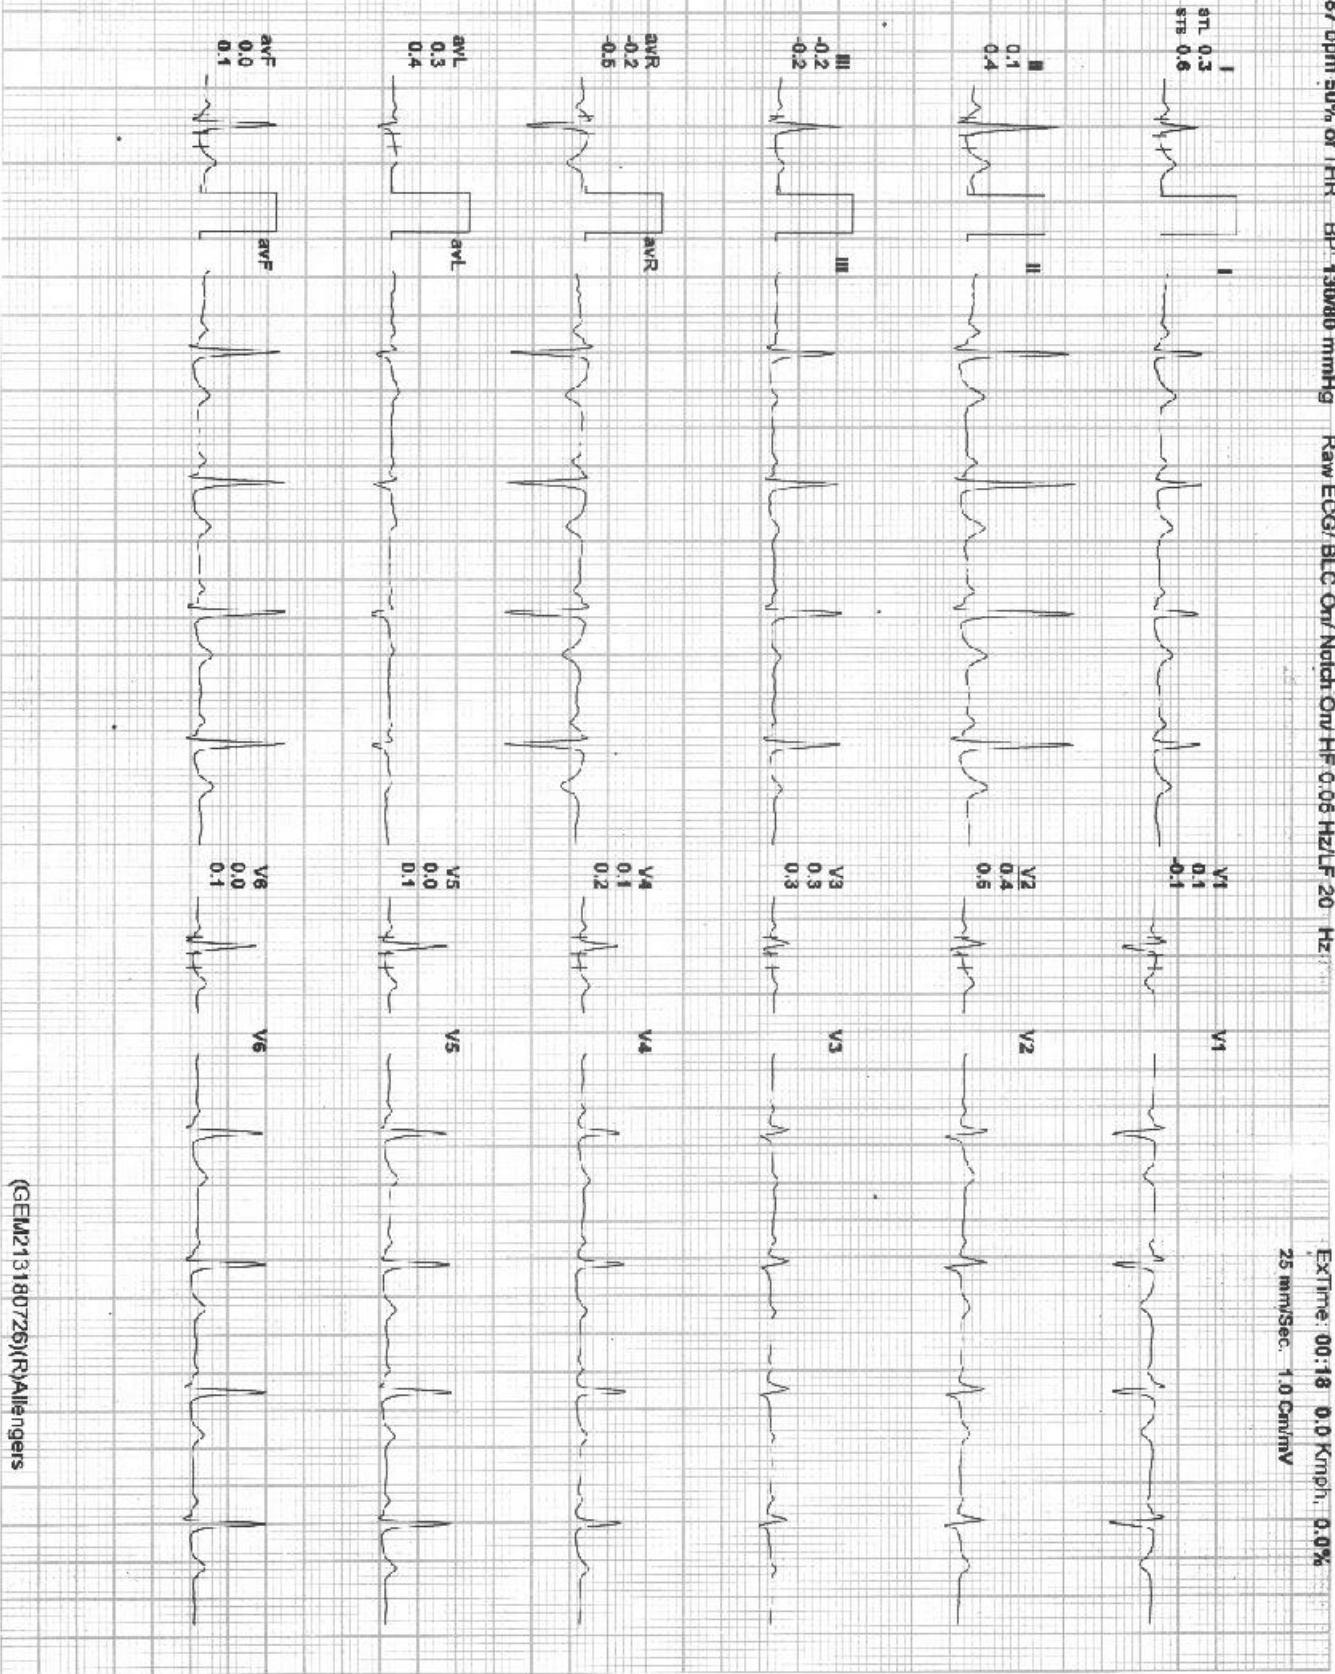 87 bpm 50% of THR BP: 130/80 mmHg Raw ECG/ BLC On/ Notch On/ HF 0.05 Hz/LF 20 Hz
ExTime: 00:18 0.0 Kmph, 0.0%
25 mm/Sec. 1.0 Cm/mV
I
STL 0.3
STS 0.6
I
V1
0.1
-0.1
V1
II
0.1
0.4
II
V2
0.4
0.5
V2
III
-0.2
-0.2
III
V3
0.3
0.3
V3
avR
-0.2
-0.5
avR
V4
0.1
0.2
V4
avL
0.3
0.4
avL
V5
0.0
0.1
V5
avF
0.0
0.1
avF
V6
0.0
0.1
V6
(GEM213180726)(R)Allengers